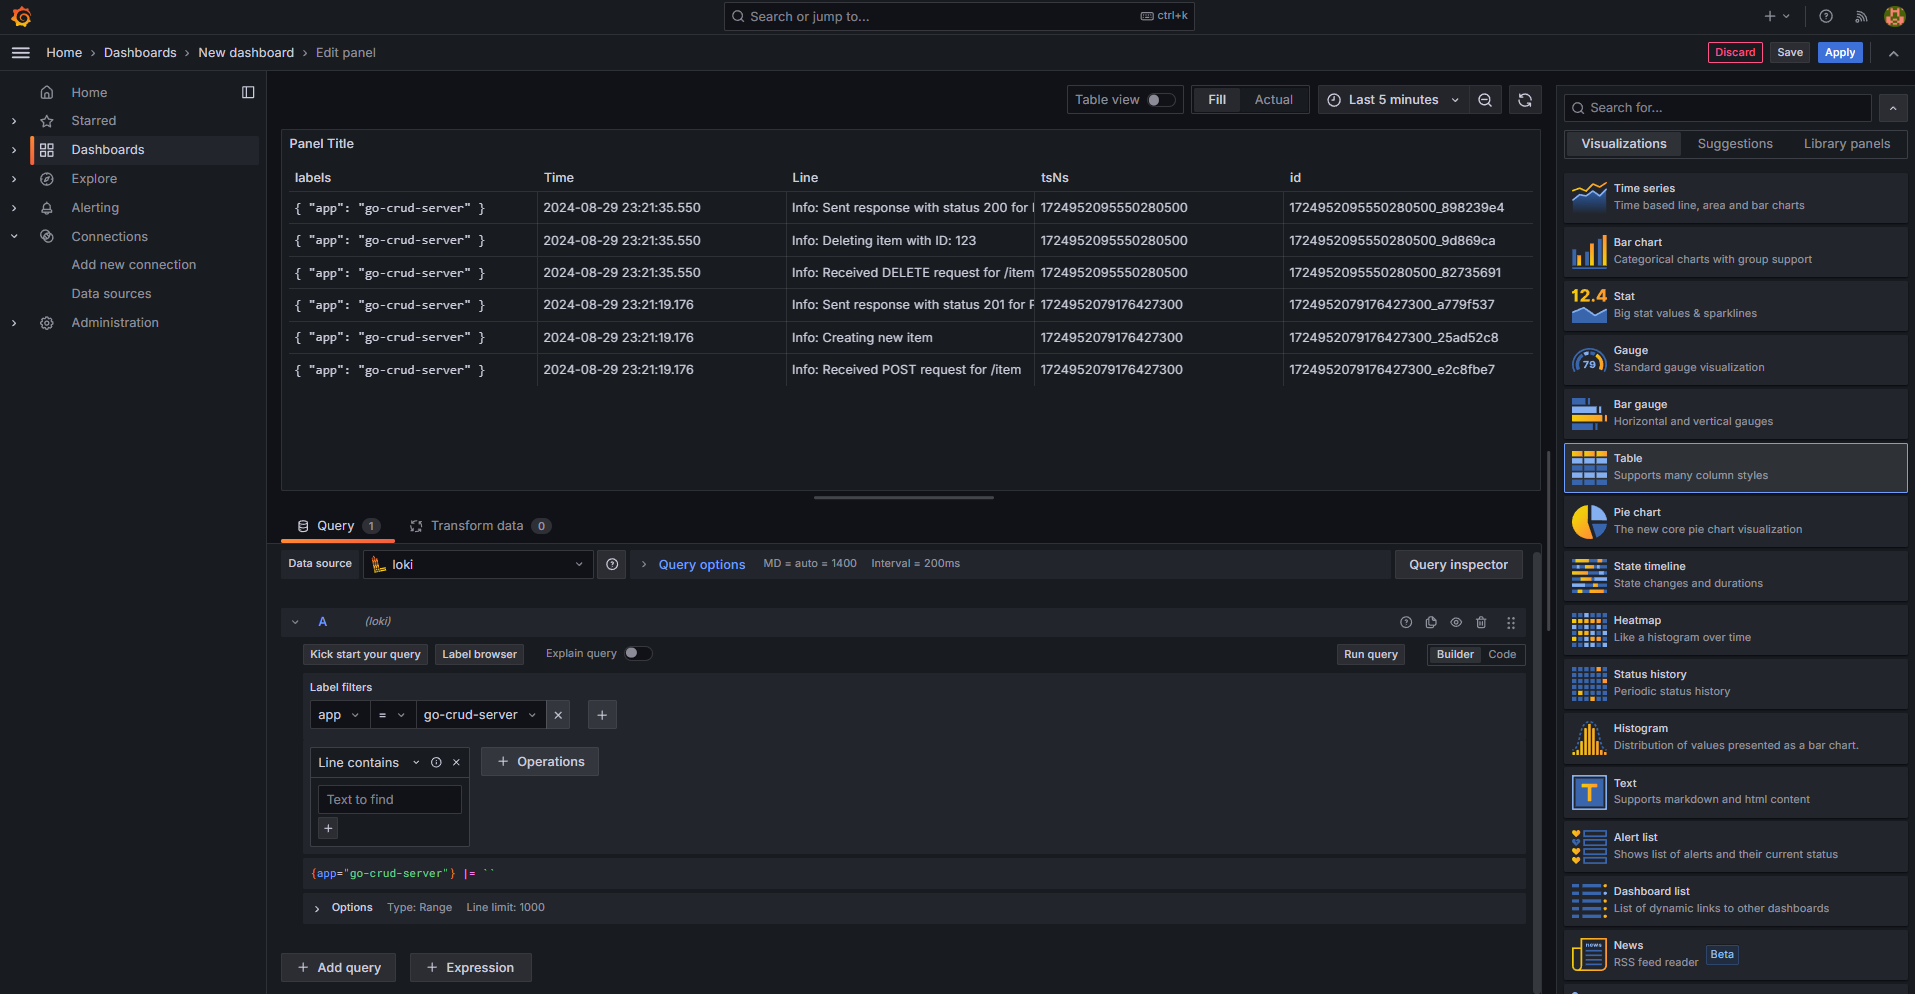 Search or jump to... ctrl+k
Home › Dashboards › New dashboard › Edit panel
Discard Save Apply
Home
Starred
Dashboards
Explore
Alerting
Connections
Add new connection
Data sources
Administration
Table view Fill Actual Last 5 minutes
Panel Title
labels Time Line tsNs id
{ "app": "go-crud-server" } 2024-08-29 23:21:35.550 Info: Sent response with status 200 for 1724952095550280500 1724952095550280500_898239e4
{ "app": "go-crud-server" } 2024-08-29 23:21:35.550 Info: Deleting item with ID: 123 1724952095550280500 1724952095550280500_9d869ca
{ "app": "go-crud-server" } 2024-08-29 23:21:35.550 Info: Received DELETE request for /item 1724952095550280500 1724952095550280500_82735691
{ "app": "go-crud-server" } 2024-08-29 23:21:19.176 Info: Sent response with status 201 for 1724952079176427300 1724952079176427300_a779f537
{ "app": "go-crud-server" } 2024-08-29 23:21:19.176 Info: Creating new item 1724952079176427300 1724952079176427300_25ad52c8
{ "app": "go-crud-server" } 2024-08-29 23:21:19.176 Info: Received POST request for /item 1724952079176427300 1724952079176427300_e2c8fbe7
Query 1 Transform data 0
Data source loki Query options MD = auto = 1400 Interval = 200ms Query inspector
A (loki)
Kick start your query Label browser Explain query Run query Builder Code
Label filters
app = go-crud-server
Line contains + Operations
Text to find
+
{app="go-crud-server"} |= ``
Options Type: Range Line limit: 1000
+ Add query + Expression
Search for...
Visualizations Suggestions Library panels
Time series
Time based line, area and bar charts
Bar chart
Categorical charts with group support
12.4 Stat
Big stat values & sparklines
Gauge
79 Standard gauge visualization
Bar gauge
Horizontal and vertical gauges
Table
Supports many column styles
Pie chart
The new core pie chart visualization
State timeline
State changes and durations
Heatmap
Like a histogram over time
Status history
Periodic status history
Histogram
Distribution of values presented as a bar chart.
T Text
Supports markdown and html content
Alert list
Shows list of alerts and their current status
Dashboard list
List of dynamic links to other dashboards
news News
RSS feed reader Beta